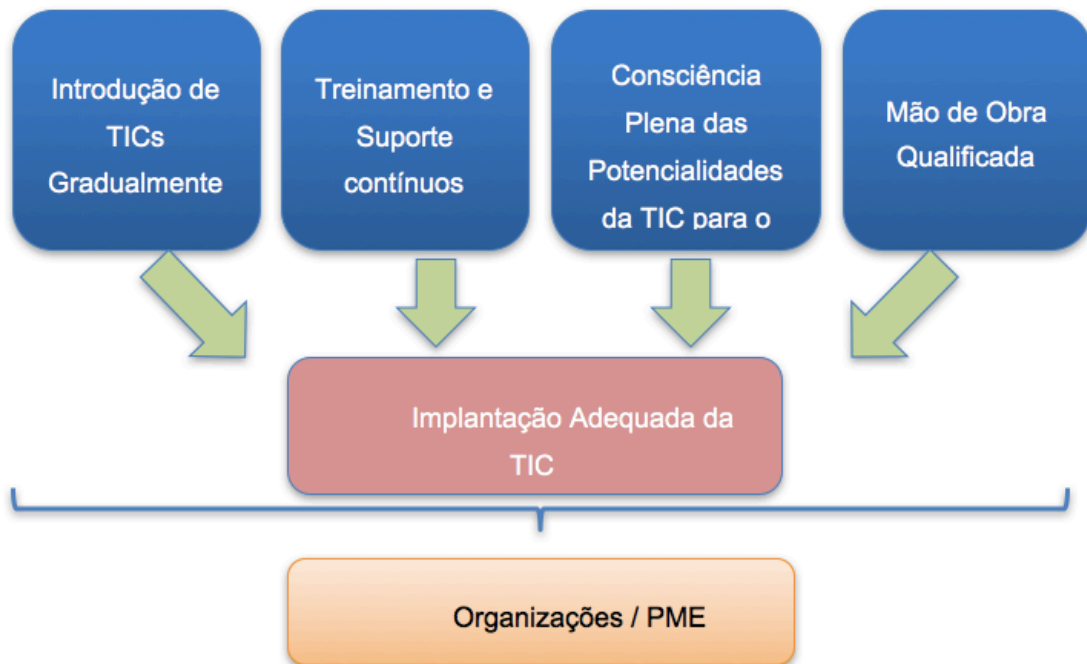 Introdução de
TICs
Gradualmente
Treinamento e
Suporte
contínuos
Consciência
Plena das
Potencialidades
da TIC para o
Mão de Obra
Qualificada
Implantação Adequada da
TIC
Organizações / PME